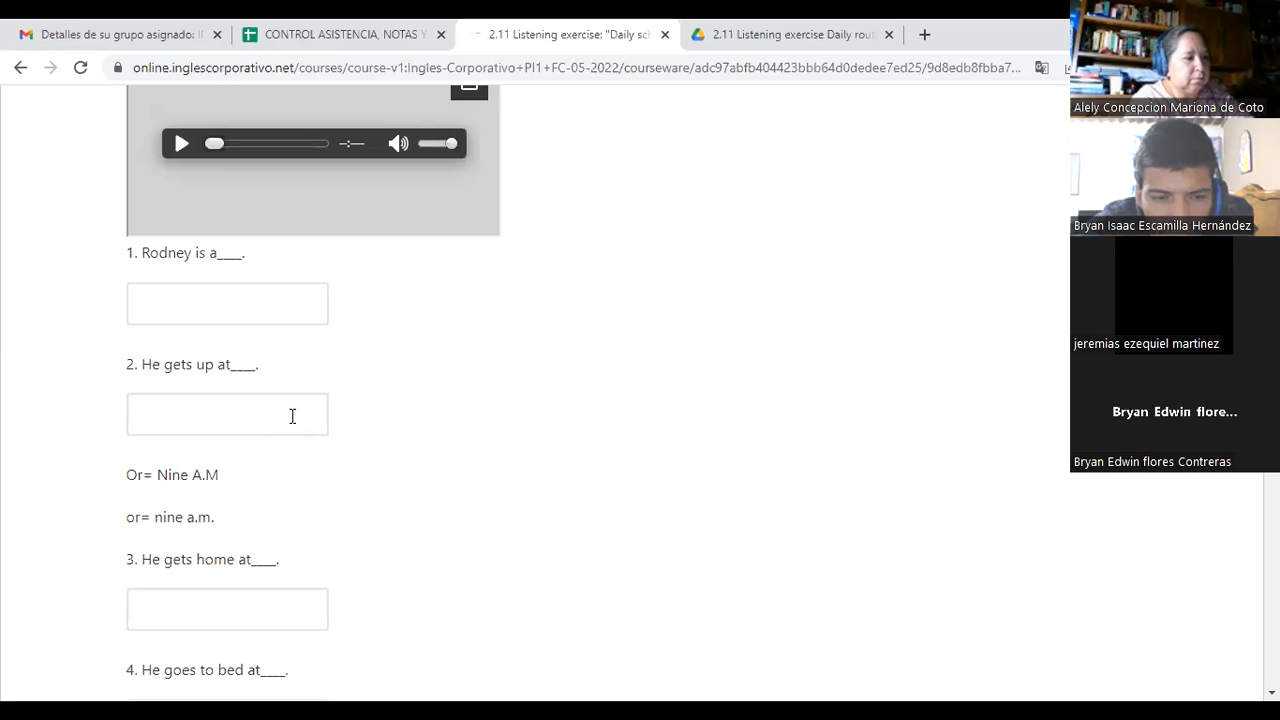 Detalles de su grupo asignado:
CONTROL ASISTENCIA, NOTAS Y
2.11 Listening exercise: "Daily sch
2.11 Listening exercise Daily rout
online.inglescorporativo.net/courses/course-v1:Ingles-Corporativo+PI1+FC-05-2022/courseware/adc97abfb404423bbb64d0dedee7ed25/9d8edb8fbba7...
Alely Concepcion Mariona de Coto
Bryan Isaac Escamilla Hernández
1. Rodney is a____.
jeremias ezequiel martinez
2. He gets up at____.
Bryan Edwin flore...
Bryan Edwin flores Contreras
Or= Nine A.M
or= nine a.m.
3. He gets home at____.
4. He goes to bed at____.